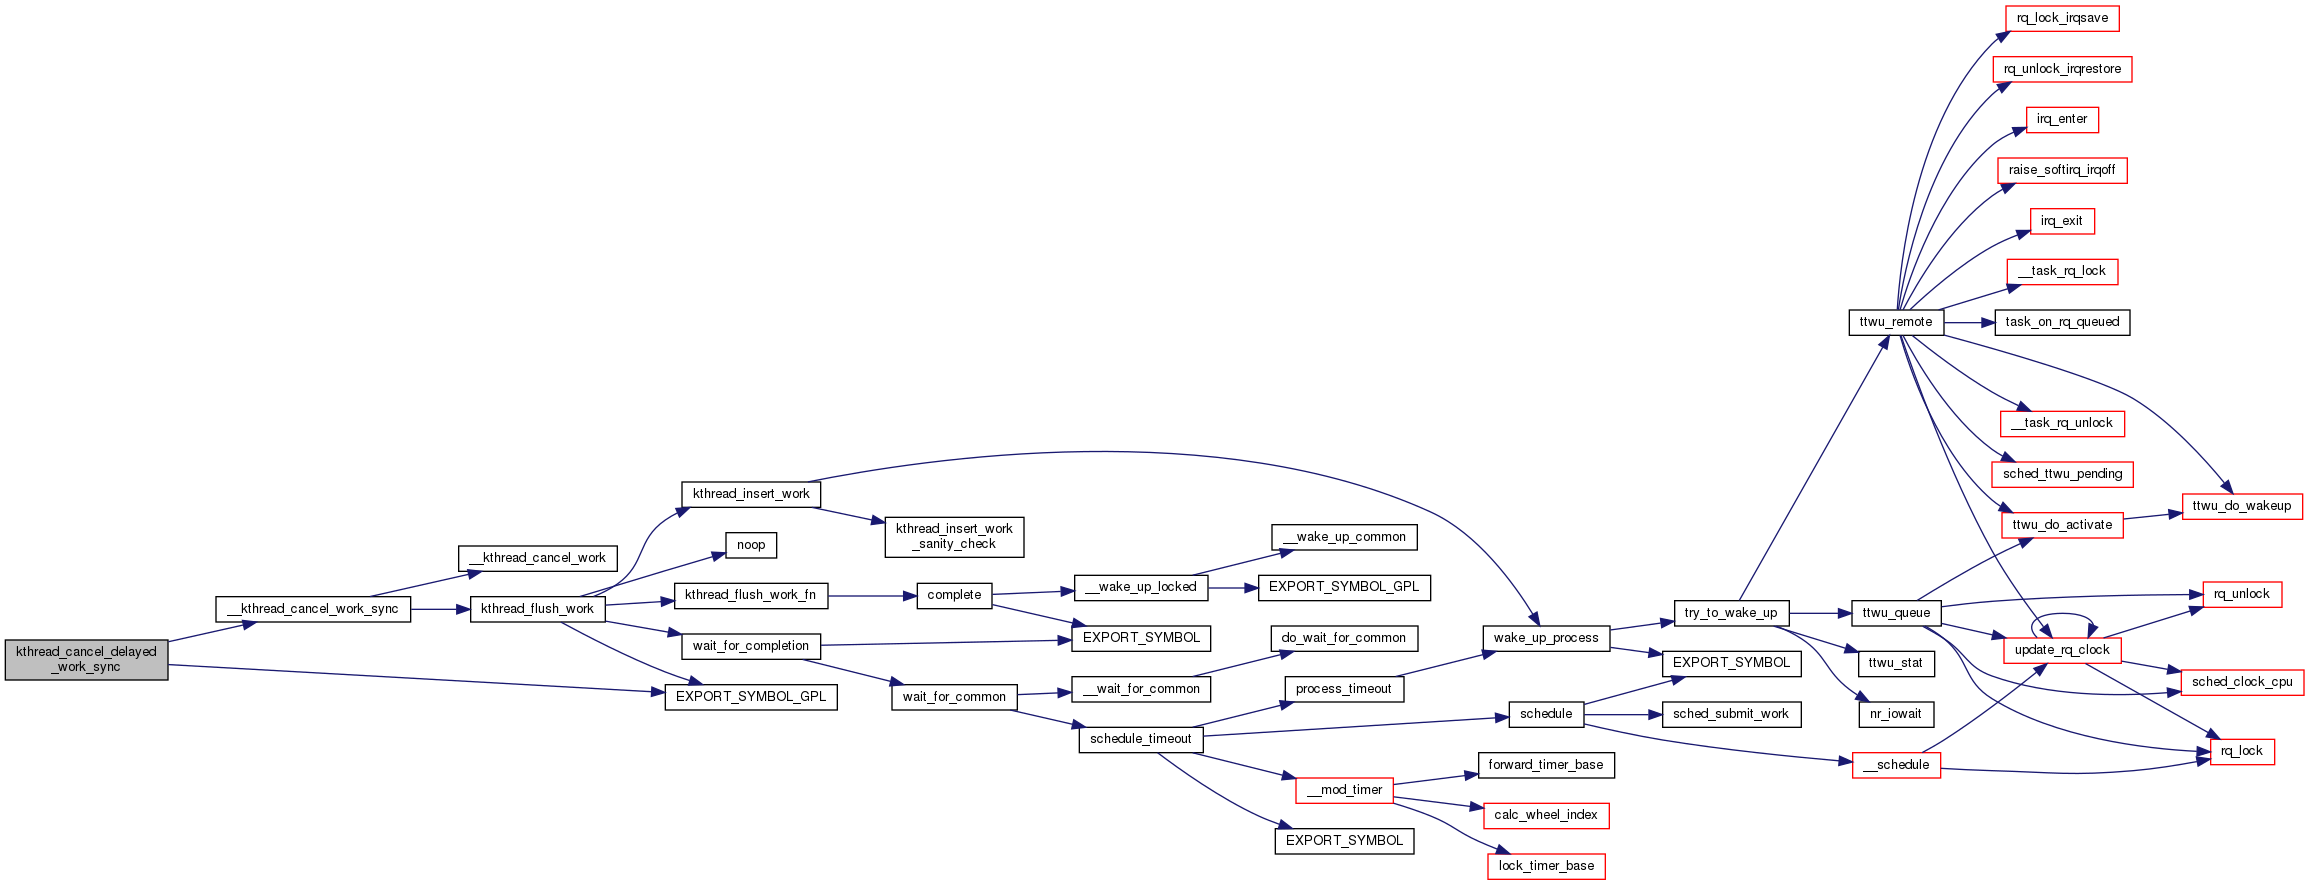 rq_lock_irqsave
rq_unlock_irqrestore
irq_enter
raise_softirq_irqoff
irq_exit
__task_rq_lock
ttwu_remote
task_on_rq_queued
__task_rq_unlock
sched_ttwu_pending
kthread_insert_work
ttwu_do_wakeup
ttwu_do_activate
kthread_insert_work
_sanity_check
__wake_up_common
noop
__kthread_cancel_work
__wake_up_locked
EXPORT_SYMBOL_GPL
kthread_flush_work_fn
complete
rq_unlock
__kthread_cancel_work_sync
kthread_flush_work
try_to_wake_up
ttwu_queue
EXPORT_SYMBOL
do_wait_for_common
wake_up_process
wait_for_completion
update_rq_clock
kthread_cancel_delayed
_work_sync
EXPORT_SYMBOL
ttwu_stat
sched_clock_cpu
__wait_for_common
process_timeout
wait_for_common
EXPORT_SYMBOL_GPL
schedule
sched_submit_work
nr_iowait
schedule_timeout
rq_lock
forward_timer_base
__schedule
__mod_timer
calc_wheel_index
EXPORT_SYMBOL
lock_timer_base